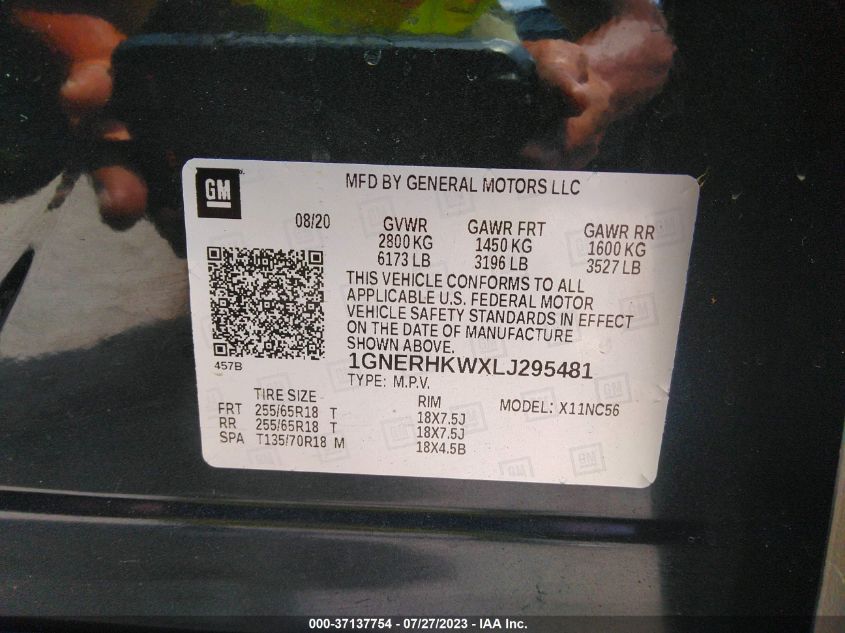 GM
MFD BY GENERAL MOTORS LLC
08/20
GVWR GAWR FRT GAWR RR
2800 KG 1450 KG 1600 KG
6173 LB 3196 LB 3527 LB
THIS VEHICLE CONFORMS TO ALL
APPLICABLE U.S. FEDERAL MOTOR
VEHICLE SAFETY STANDARDS IN EFFECT
ON THE DATE OF MANUFACTURE
SHOWN ABOVE.
457B
1GNERHKWXLJ295481
TYPE: M.P.V.
TIRE SIZE RIM MODEL: X11NC56
FRT 255/65R18 T 18X7.5J
RR 255/65R18 T 18X7.5J
SPA T135/70R18 M 18X4.5B
000-37137754 / 07/27/2023 - IAA Inc.